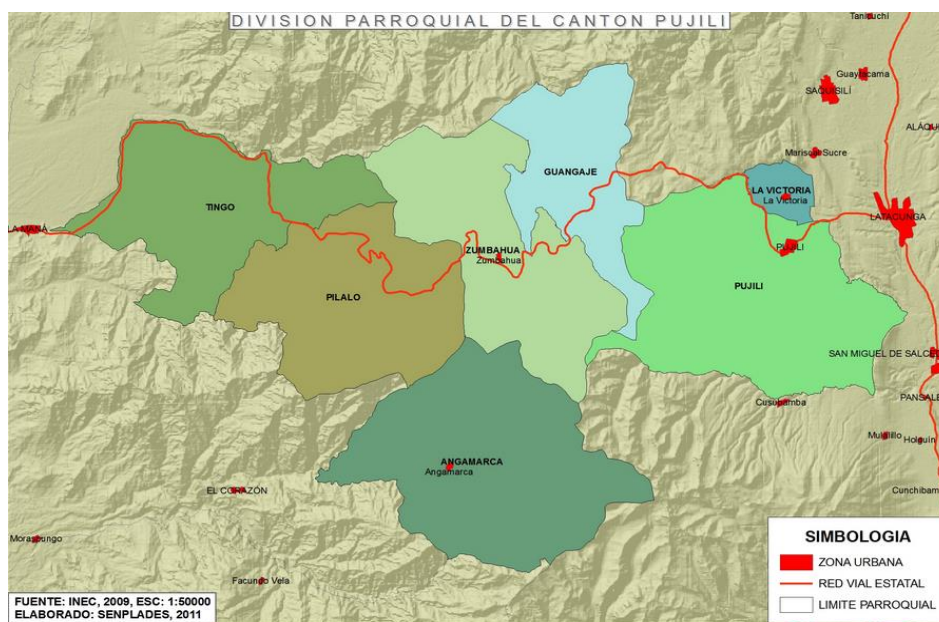 DIVISION PARROQUIAL DEL CANTON PUJILI
Tanicuchi
Guaytacama
SAQUISILÍ
ALÁQU
Mariscal Sucre
GUANGAJE
LA VICTORIA
La Victoria
TINGO
LA MANÁ
LATACUNGA
ZUMBAHUA
Zumbahua
PUJILI
PILALO
PUJILI
SAN MIGUEL DE SALCE
Cusubamba
PANSALE
Mulalillo
Holguin
ANGAMARCA
Angamarca
EL CORAZÓN
Cunchibam
Moraspungo
Facundo Vela
SIMBOLOGIA
ZONA URBANA
RED VIAL ESTATAL
LIMITE PARROQUIAL
FUENTE: INEC, 2009, ESC: 1:50000
ELABORADO: SENPLADES, 2011